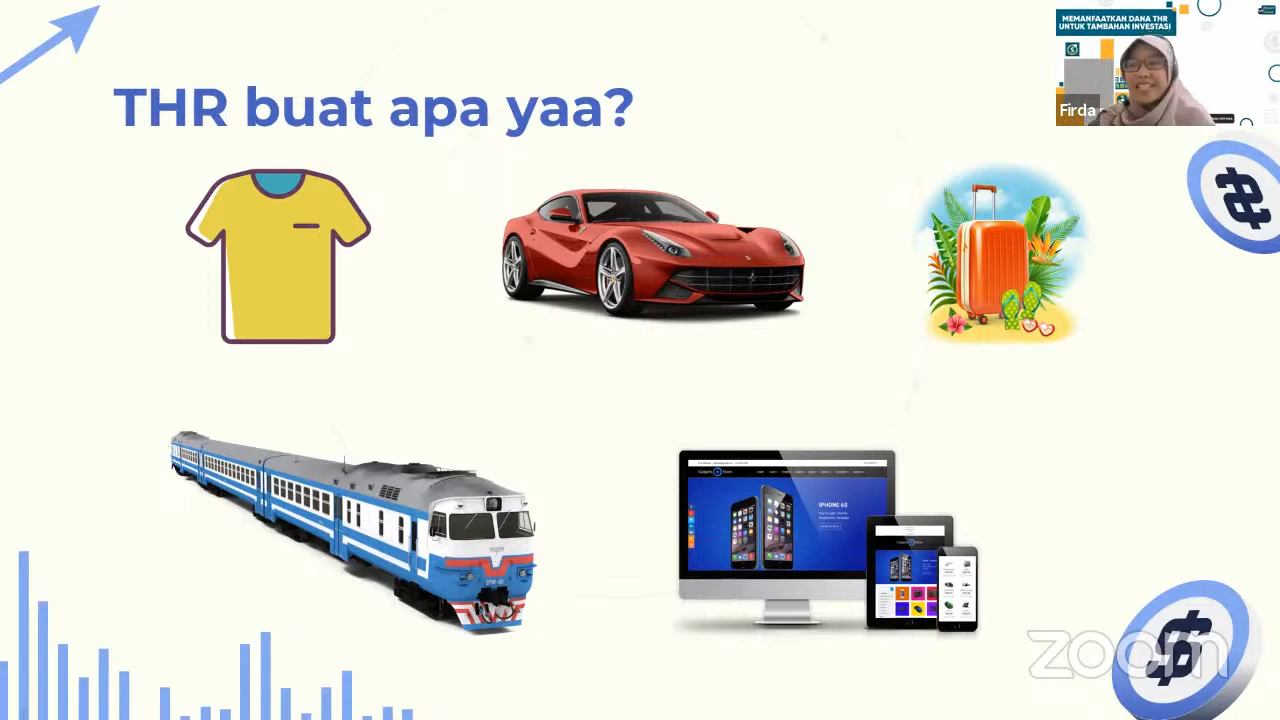 THR buat apa yaa?
MEMANFAATKAN DANA THR
UNTUK TAMBAHAN INVESTASI
Firda
IPHONE 6S
zoom